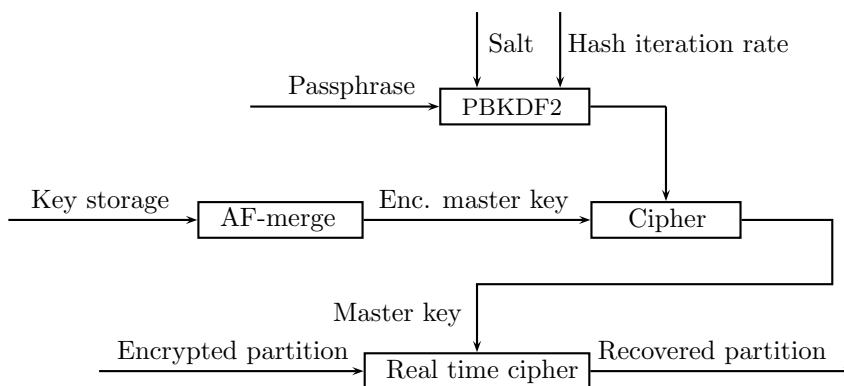 Salt
Hash iteration rate
Passphrase
PBKDF2
Key storage
AF-merge
Enc. master key
Cipher
Master key
Encrypted partition
Real time cipher
Recovered partition